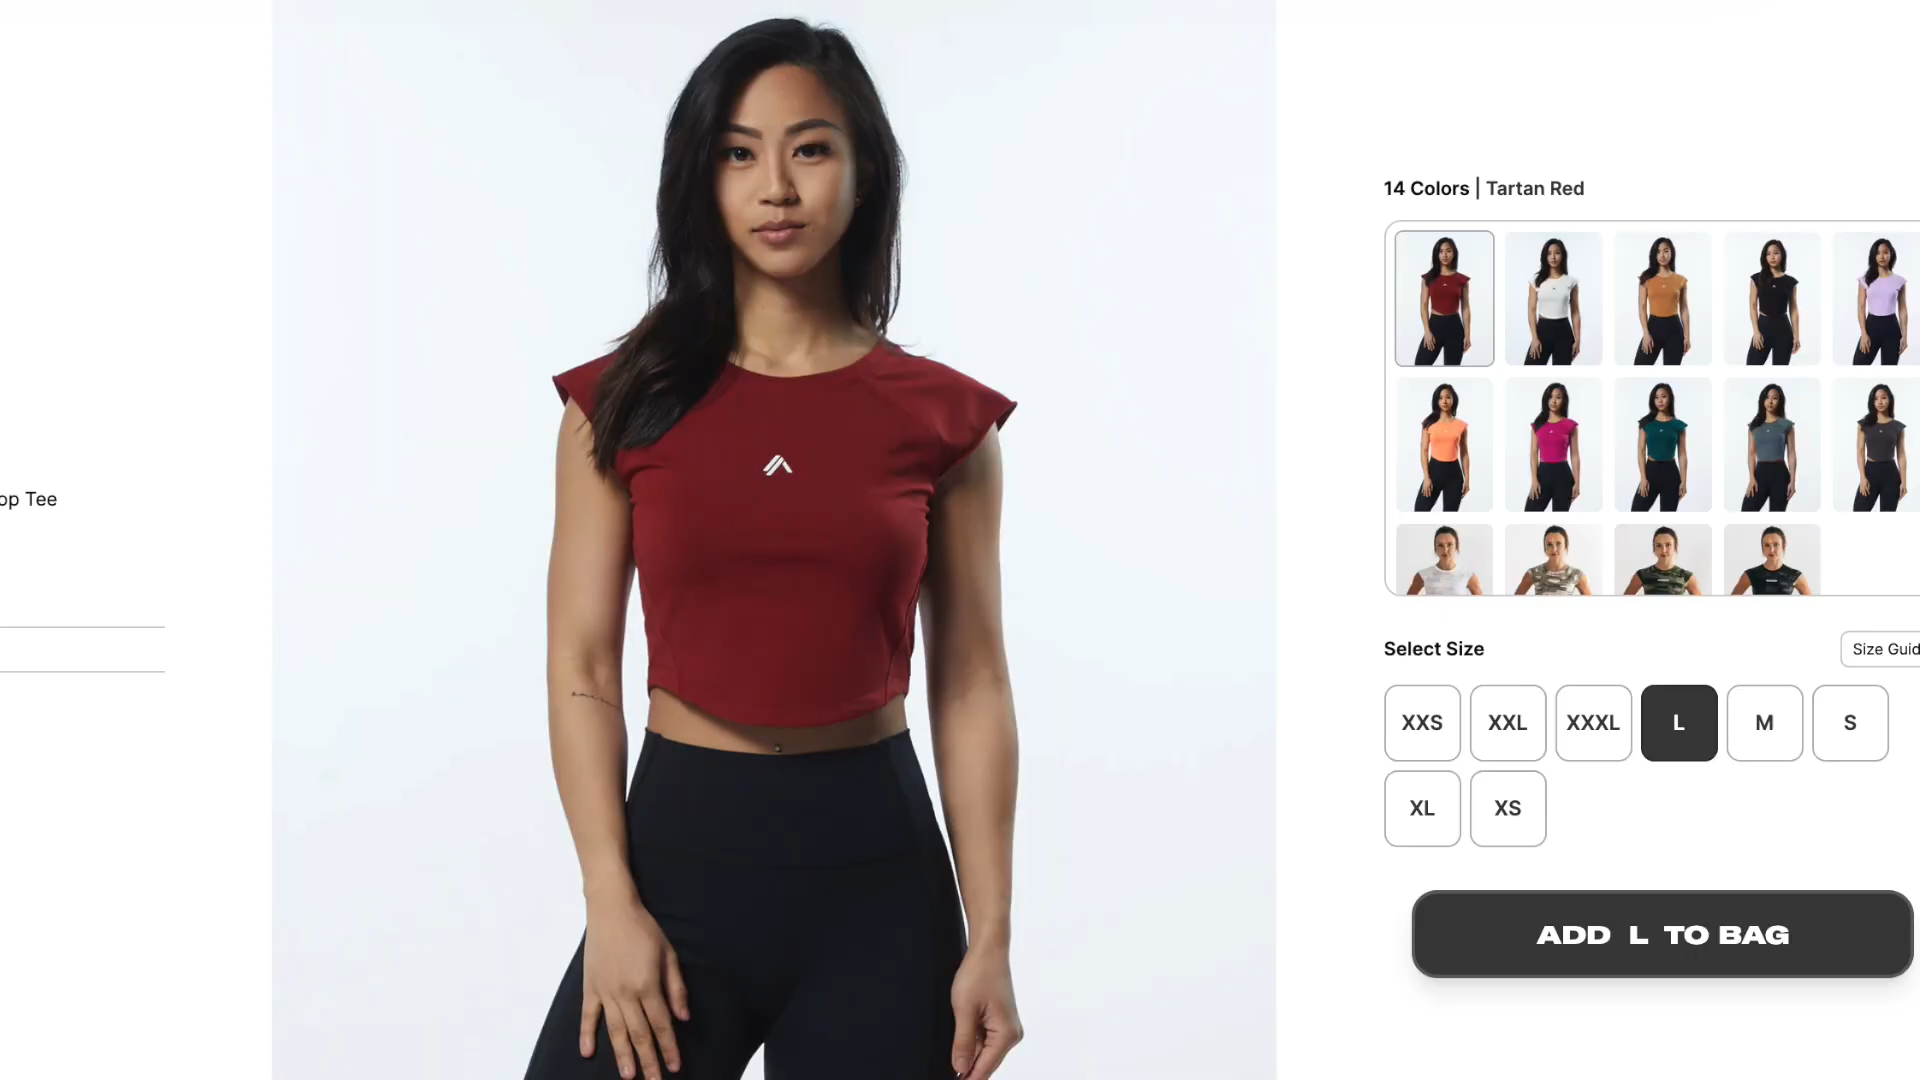 op Tee
14 Colors | Tartan Red
Select Size
Size Guid
XXS XXL XXXL L M S
XL XS
ADD L TO BAG